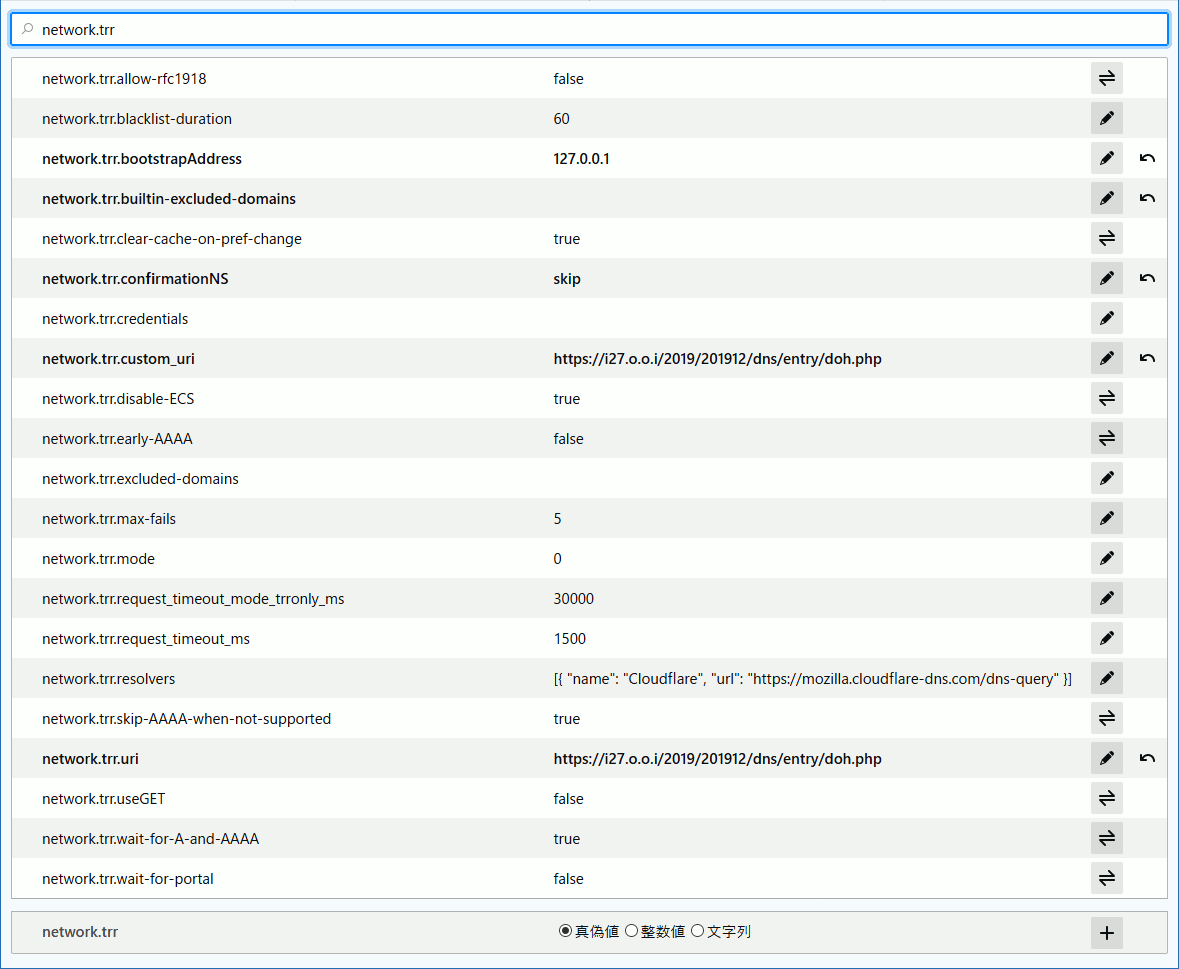 network.trr
network.trr.allow-rfc1918 false
network.trr.blacklist-duration 60
network.trr.bootstrapAddress 127.0.0.1
network.trr.builtin-excluded-domains
network.trr.clear-cache-on-pref-change true
network.trr.confirmationNS skip
network.trr.credentials
network.trr.custom_uri https://i27.o.o.i/2019/201912/dns/entry/doh.php
network.trr.disable-ECS true
network.trr.early-AAAA false
network.trr.excluded-domains
network.trr.max-fails 5
network.trr.mode 0
network.trr.request_timeout_mode_trronly_ms 30000
network.trr.request_timeout_ms 1500
network.trr.resolvers [{ "name": "Cloudflare", "url": "https://mozilla.cloudflare-dns.com/dns-query" }]
network.trr.skip-AAAA-when-not-supported true
network.trr.uri https://i27.o.o.i/2019/201912/dns/entry/doh.php
network.trr.useGET false
network.trr.wait-for-A-and-AAAA true
network.trr.wait-for-portal false
network.trr 真偽値 整数値 文字列